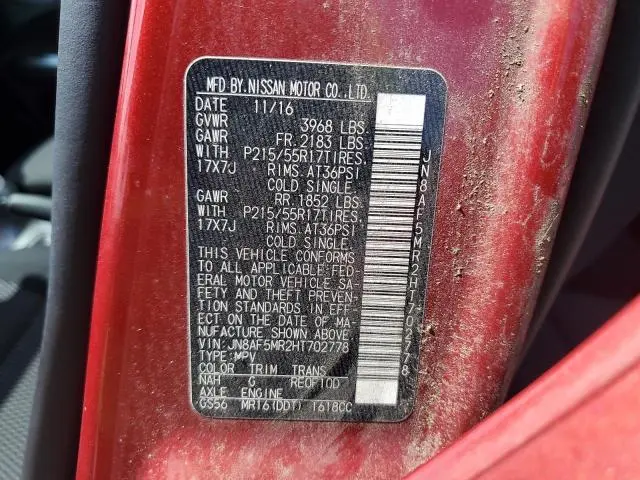 MFD BY NISSAN MOTOR CO., LTD.
DATE 11/16
GVWR 3968 LBS.
GAWR FR. 2183 LBS.
WITH P215/55R17TIRES,
17X7J RIMS, AT36PSI
COLD SINGLE.
GAWR RR. 1852 LBS.
WITH P215/55R17TIRES,
17X7J RIMS, AT36PSI
COLD SINGLE.
THIS VEHICLE CONFORMS
TO ALL APPLICABLE FED-
ERAL MOTOR VEHICLE SA-
FETY AND THEFT PREVEN-
TION STANDARDS IN EFF-
ECT ON THE DATE OF MA-
NUFACTURE SHOWN ABOVE.
VIN: JN8AF5MR2HT702778
TYPE: MPV
COLOR TRIM TRANS
NAH G RE0F10D
AXLE ENGINE
GS56 MR16(DDT) 1618CC
JN8AF5MR2HT702778